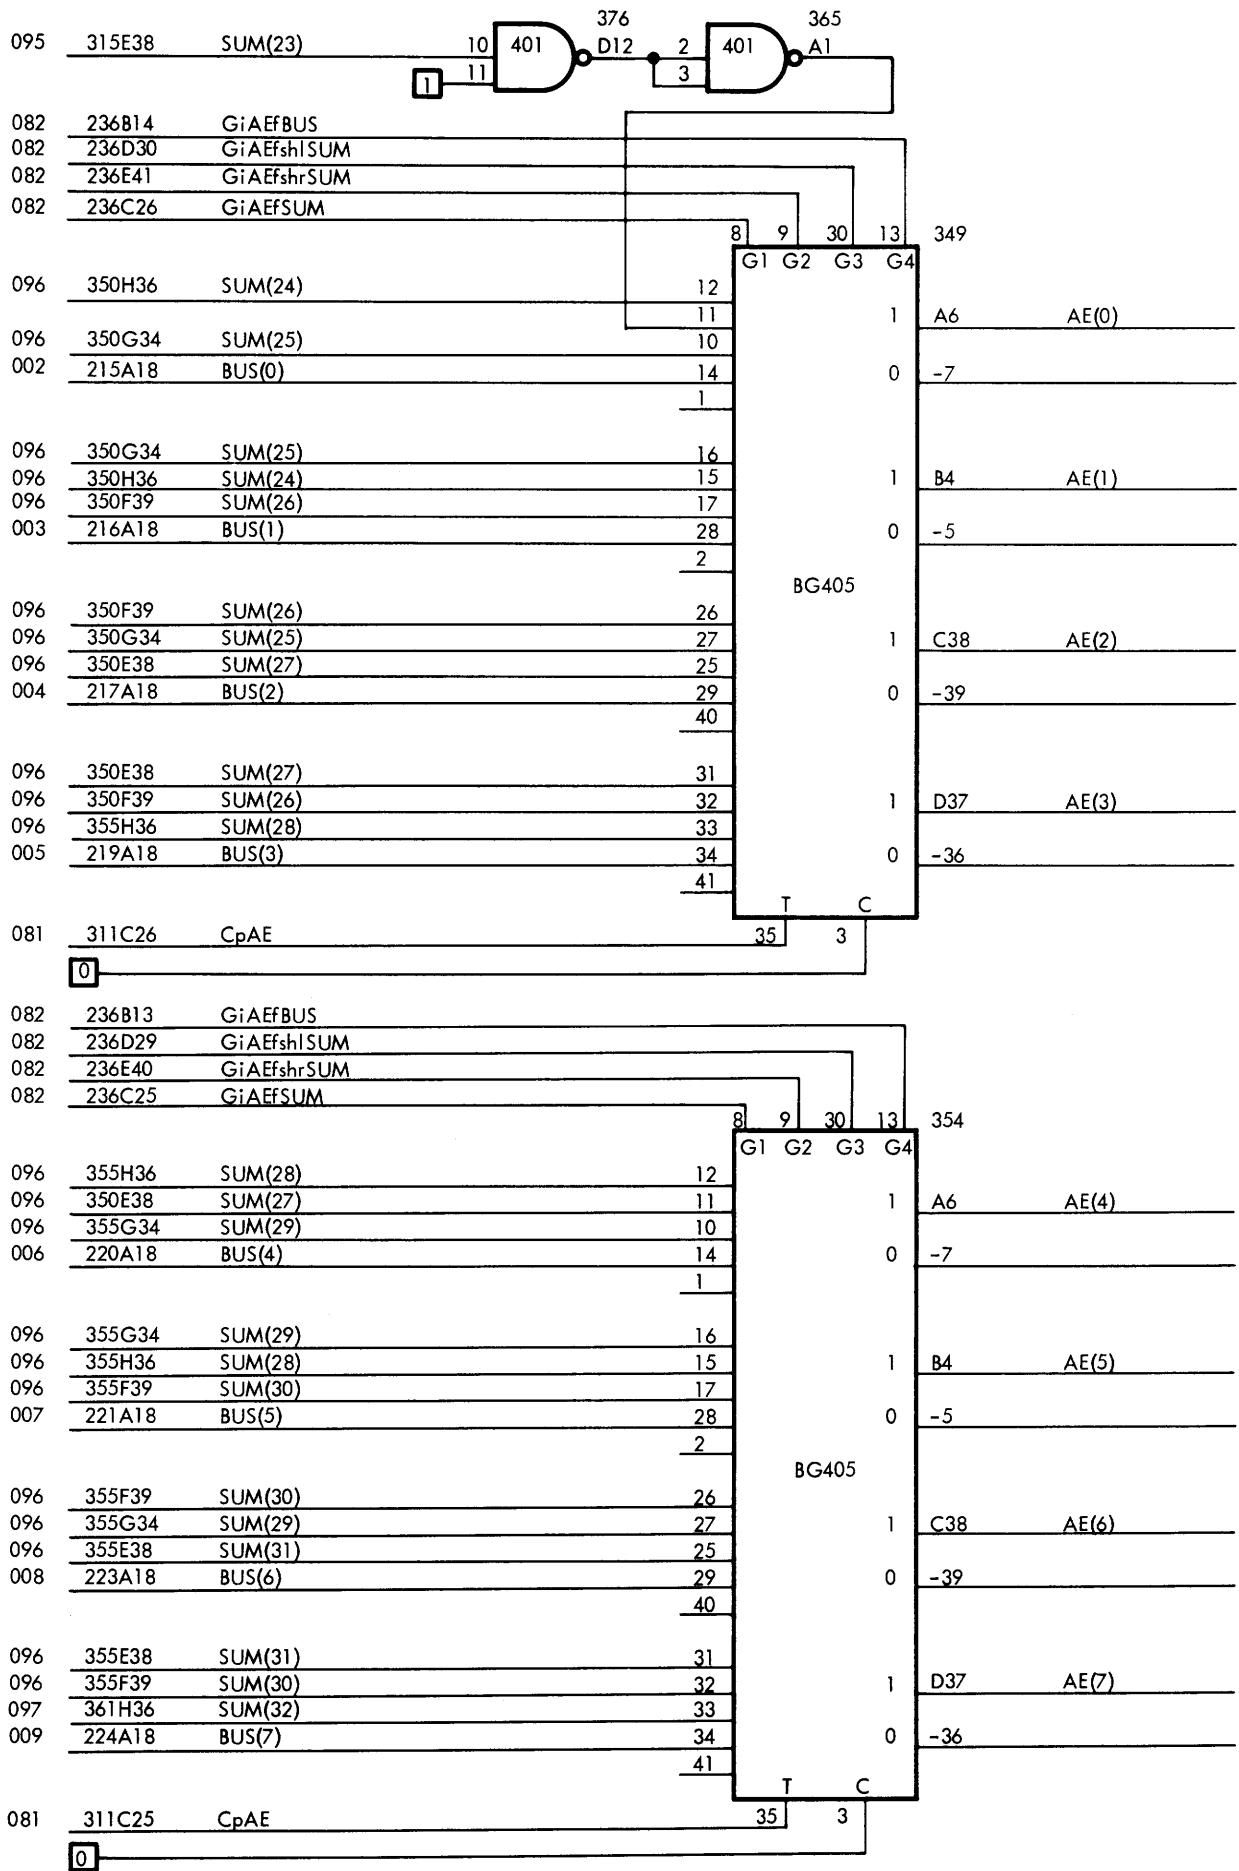 376 365
095 315E38 SUM(23) 10 401 D12 2 401 A1
1 11 3
082 236B14 GiAEfBUS
082 236D30 GiAEfshlSUM
082 236E41 GiAEfshrSUM
082 236C26 GiAEfSUM
8 9 30 13 349
G1 G2 G3 G4
096 350H36 SUM(24) 12
11 1 A6 AE(0)
096 350G34 SUM(25) 10
002 215A18 BUS(0) 14 0 -7
1
096 350G34 SUM(25) 16
096 350H36 SUM(24) 15 1 B4 AE(1)
096 350F39 SUM(26) 17
003 216A18 BUS(1) 28 0 -5
2
BG405
096 350F39 SUM(26) 26
096 350G34 SUM(25) 27 1 C38 AE(2)
096 350E38 SUM(27) 25
004 217A18 BUS(2) 29 0 -39
40
096 350E38 SUM(27) 31
096 350F39 SUM(26) 32 1 D37 AE(3)
096 355H36 SUM(28) 33
005 219A18 BUS(3) 34 0 -36
41
T C
081 311C26 CpAE 35 3
0
082 236B13 GiAEfBUS
082 236D29 GiAEfshlSUM
082 236E40 GiAEfshrSUM
082 236C25 GiAEfSUM
8 9 30 13 354
G1 G2 G3 G4
096 355H36 SUM(28) 12
096 350E38 SUM(27) 11 1 A6 AE(4)
096 355G34 SUM(29) 10
006 220A18 BUS(4) 14 0 -7
1
096 355G34 SUM(29) 16
096 355H36 SUM(28) 15 1 B4 AE(5)
096 355F39 SUM(30) 17
007 221A18 BUS(5) 28 0 -5
2
BG405
096 355F39 SUM(30) 26
096 355G34 SUM(29) 27 1 C38 AE(6)
096 355E38 SUM(31) 25
008 223A18 BUS(6) 29 0 -39
40
096 355E38 SUM(31) 31
096 355F39 SUM(30) 32 1 D37 AE(7)
097 361H36 SUM(32) 33
009 224A18 BUS(7) 34 0 -36
41
T C
081 311C25 CpAE 35 3
0